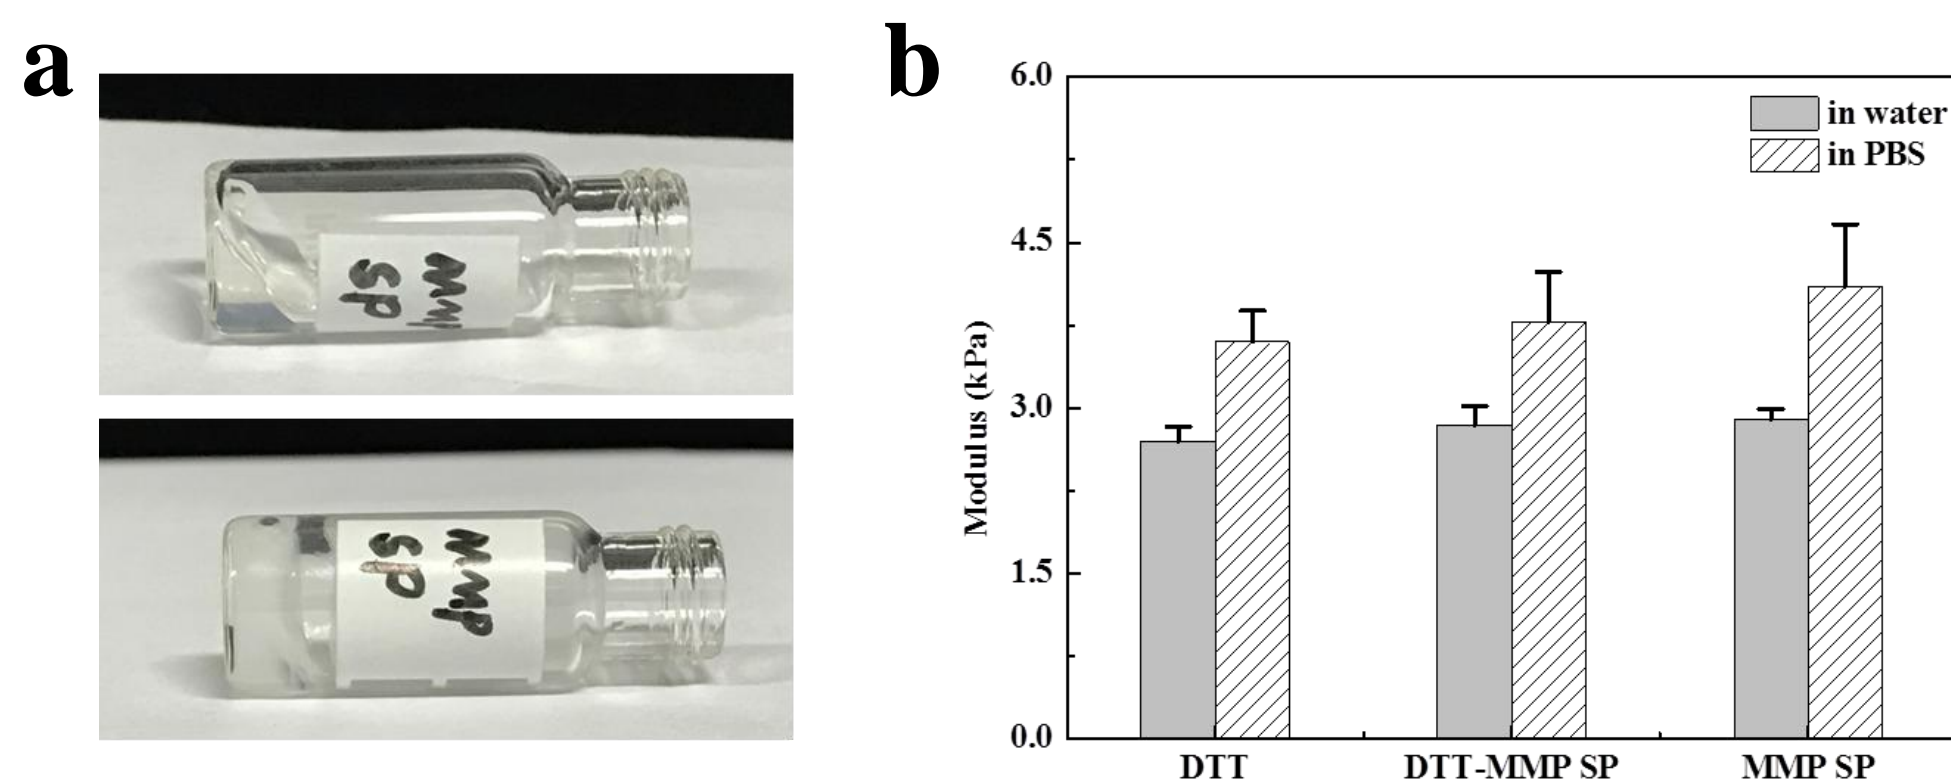 a
MMP
SP
MMP
SP
b
6.0
4.5
3.0
1.5
0.0
Modulus (kPa)
in water
in PBS
DTT
DTT-MMP SP
MMP SP